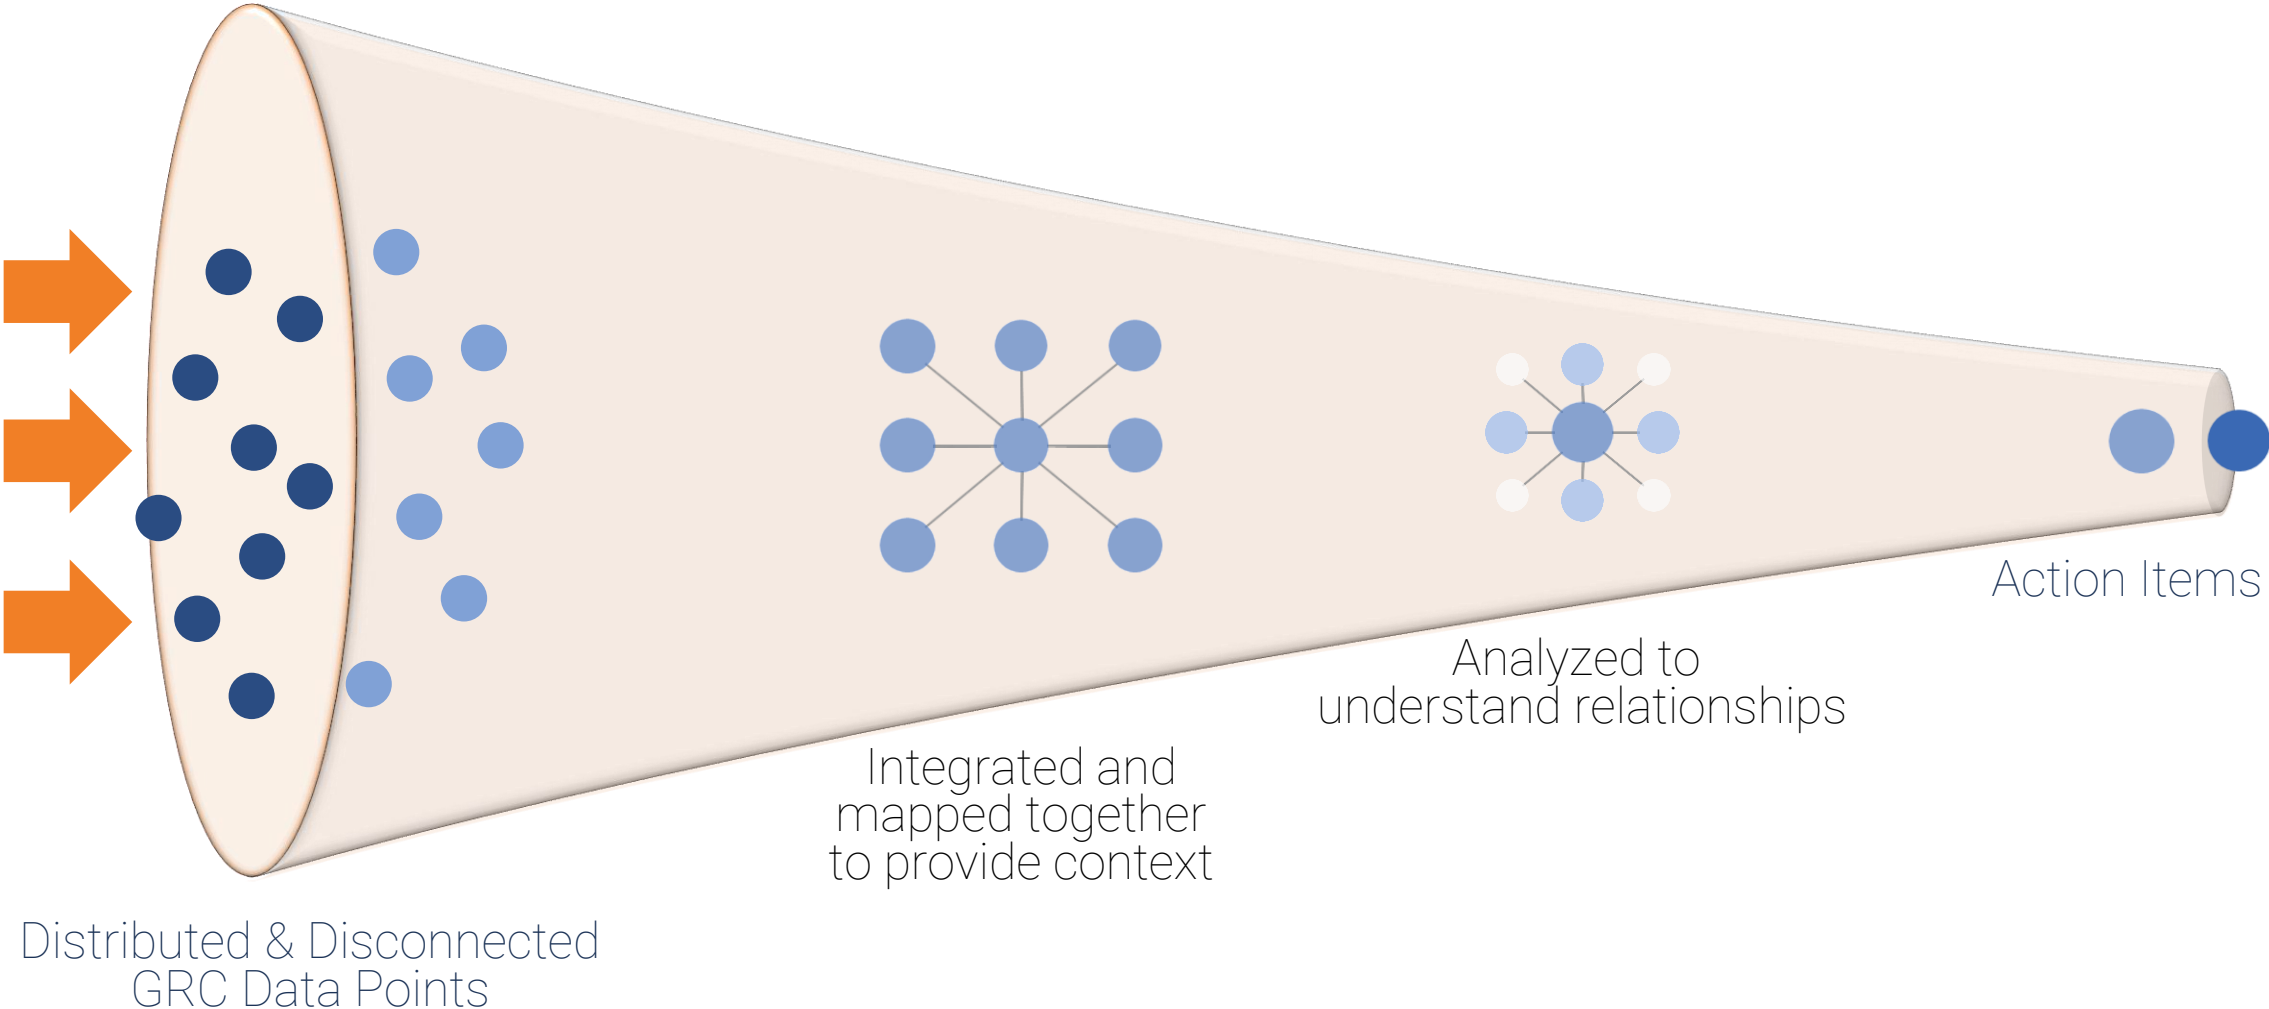 Distributed & Disconnected
GRC Data Points
Integrated and
mapped together
to provide context
Analyzed to
understand relationships
Action Items